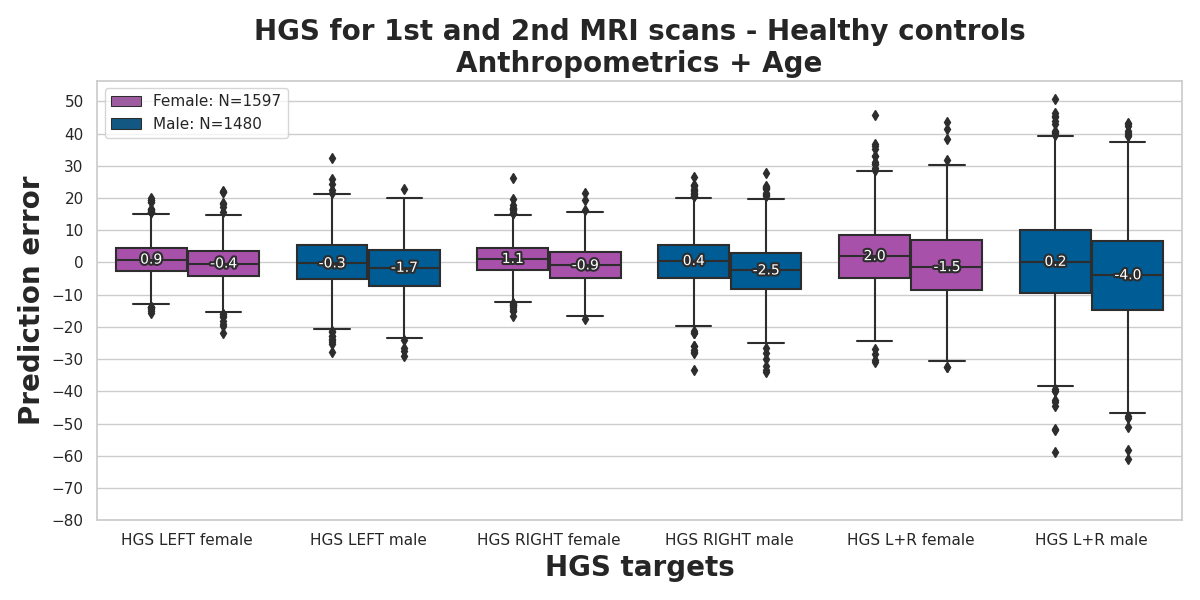 HGS for 1st and 2nd MRI scans - Healthy controls
Anthropometrics + Age
Female: N=1597
Male: N=1480
Prediction error
50
40
30
20
10
0
−10
−20
−30
−40
−50
−60
−70
−80
0.9
-0.4
-0.3
-1.7
1.1
-0.9
0.4
-2.5
2.0
-1.5
0.2
-4.0
HGS LEFT female
HGS LEFT male
HGS RIGHT female
HGS RIGHT male
HGS L+R female
HGS L+R male
HGS targets